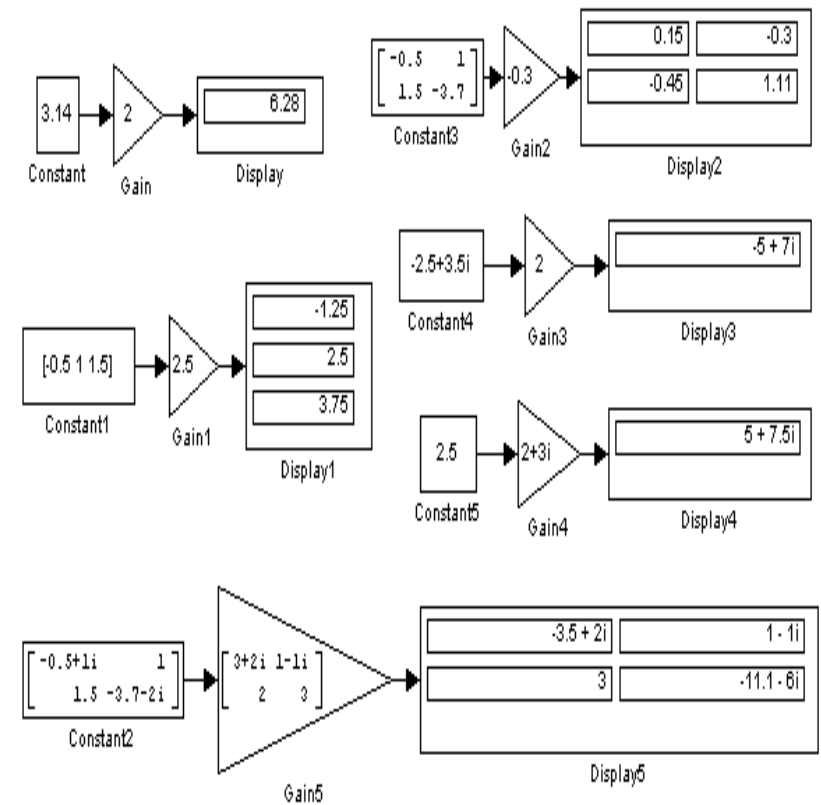 3.14
2
6.28
Constant
Gain
Display
-0.5 1
1.5 -3.7
-0.3
0.15 -0.3
-0.45 1.11
Constant3
Gain2
Display2
-2.5+3.5i
2
-5 + 7i
Constant4
Gain3
Display3
[-0.5 1 1.5]
2.5
-1.25
2.5
3.75
Constant1
Gain1
Display1
2.5
2+3i
5 + 7.5i
Constant5
Gain4
Display4
-0.5+1i 1
1.5 -3.7-2i
3+2i 1-1i
2 3
-3.5 + 2i 1 - 1i
3 -11.1 - 6i
Constant2
Gain5
Display5